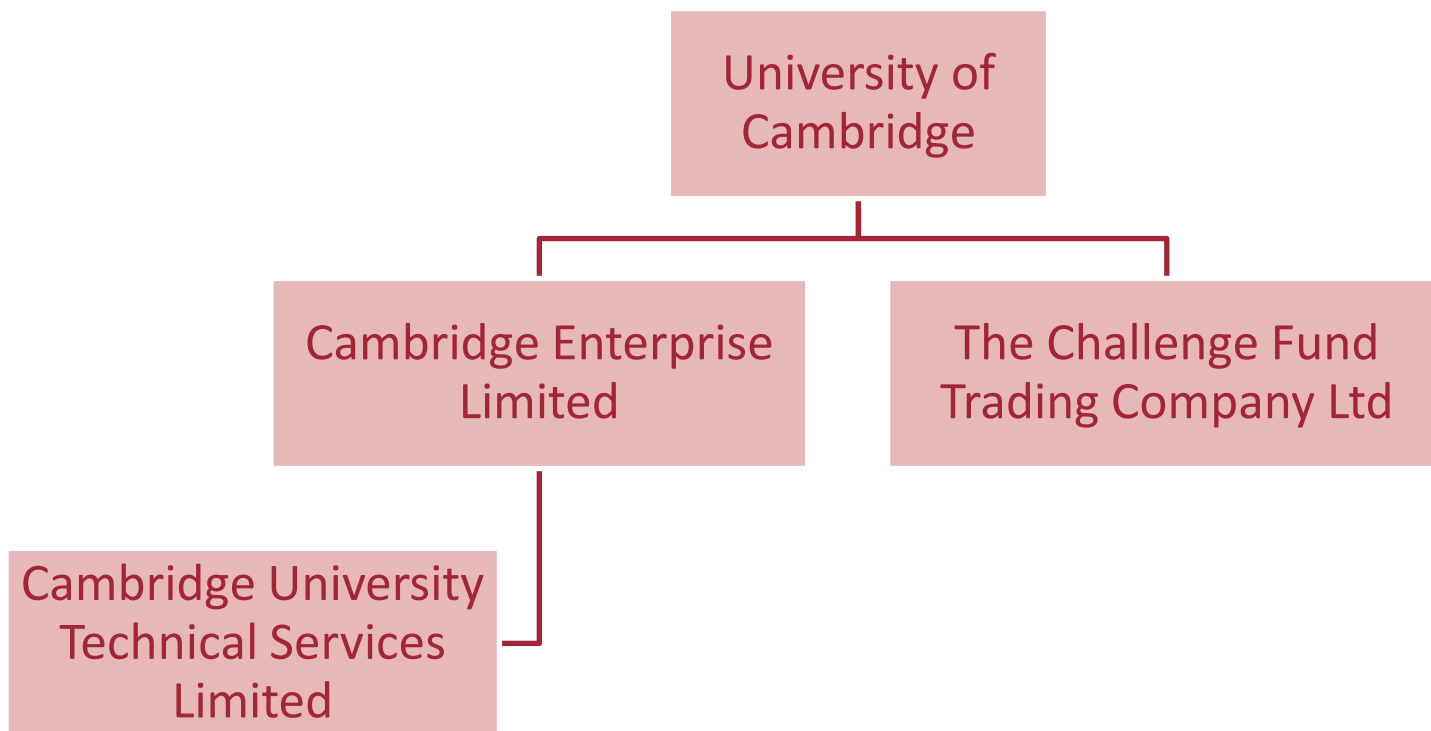 University of
Cambridge
Cambridge Enterprise
Limited
The Challenge Fund
Trading Company Ltd
Cambridge University
Technical Services
Limited